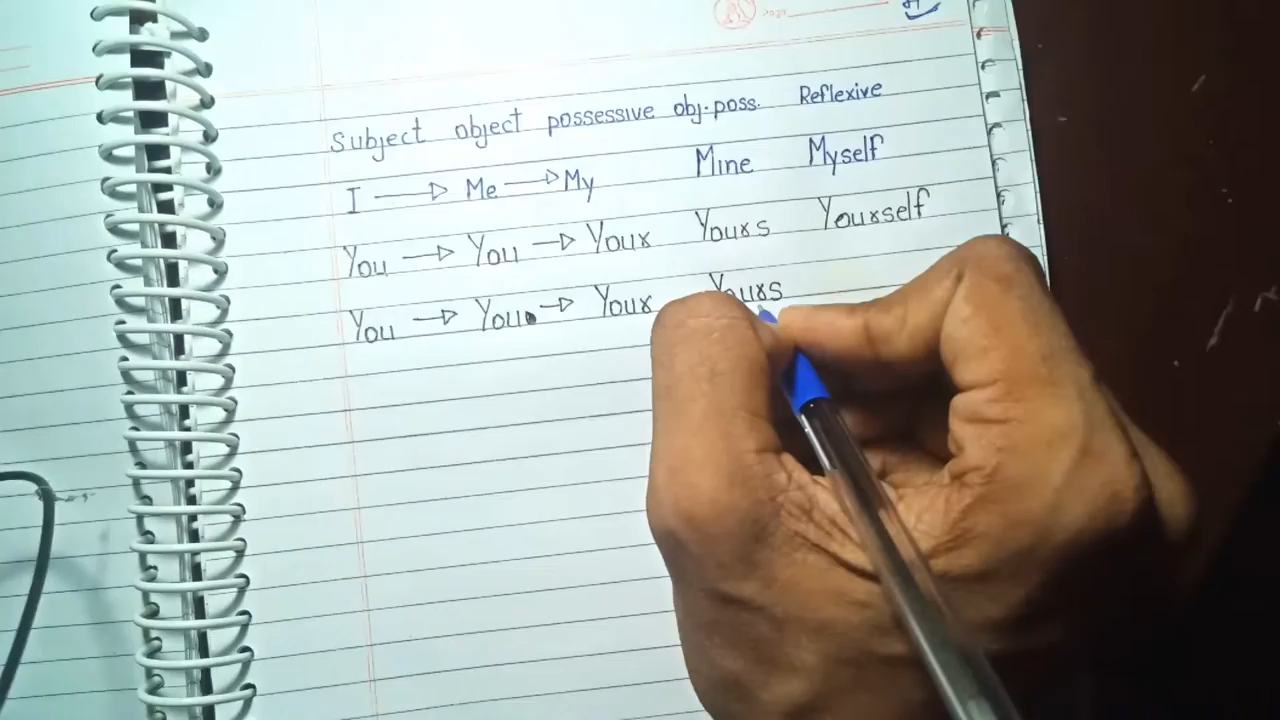 Page
Subject object possessive obj.poss. Reflexive
I → Me → My Mine Myself
You → You → Your Yours Yourself
You → You → Your Yours